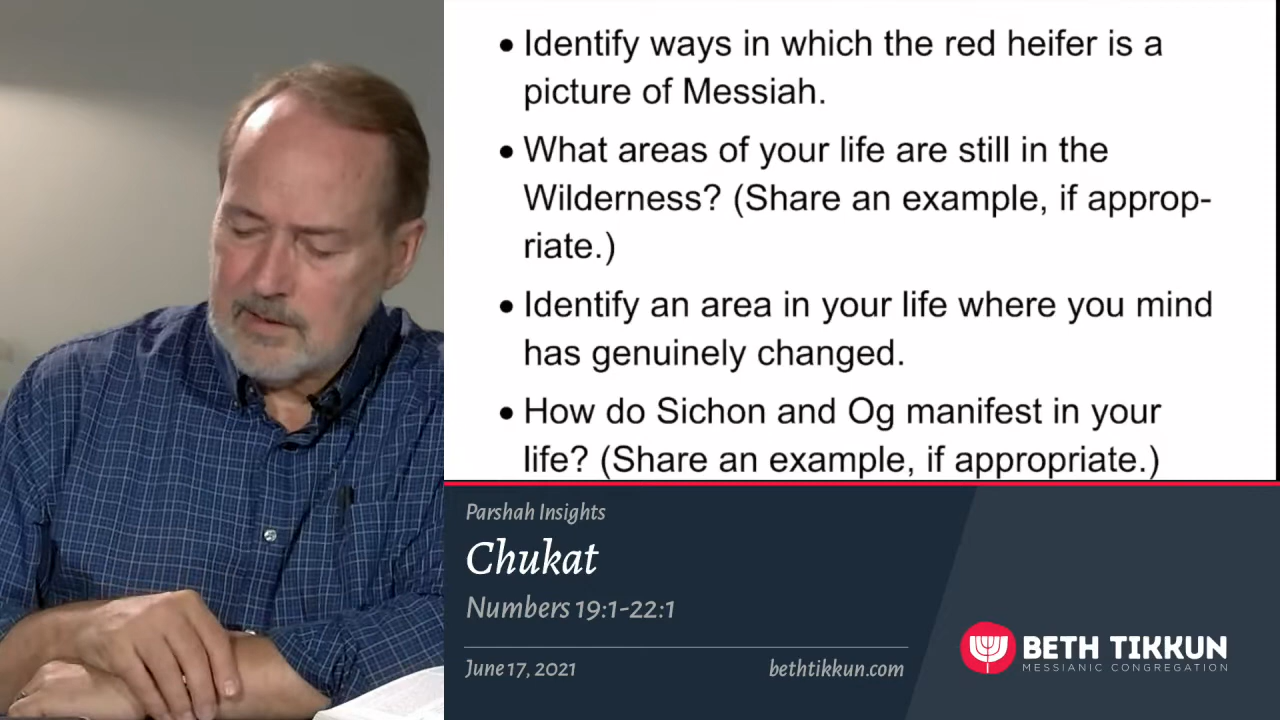 • Identify ways in which the red heifer is a
picture of Messiah.
• What areas of your life are still in the
Wilderness? (Share an example, if approp-
riate.)
• Identify an area in your life where you mind
has genuinely changed.
• How do Sichon and Og manifest in your
life? (Share an example, if appropriate.)
Parshah Insights
Chukat
Numbers 19:1-22:1
June 17, 2021
bethtikkun.com
BETH TIKKUN
MESSIANIC CONGREGATION